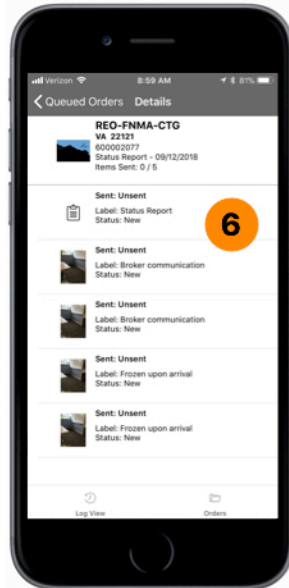 Verizon 8:59 AM 81%
Queued Orders Details
REO-FNMA-CTG
VA 22121
600002077
Status Report - 09/12/2018
Items Sent: 0 / 5
Sent: Unsent
Label: Status Report
Status: New
6
Sent: Unsent
Label: Broker communication
Status: New
Sent: Unsent
Label: Broker communication
Status: New
Sent: Unsent
Label: Frozen upon arrival
Status: New
Sent: Unsent
Label: Frozen upon arrival
Status: New
Log View Orders